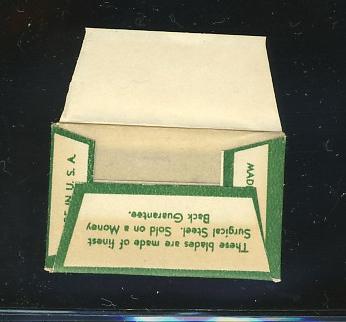 These blades are made of finest
Surgical Steel. Sold on a Money
Back Guarantee.
IN U. S. A.
MAD